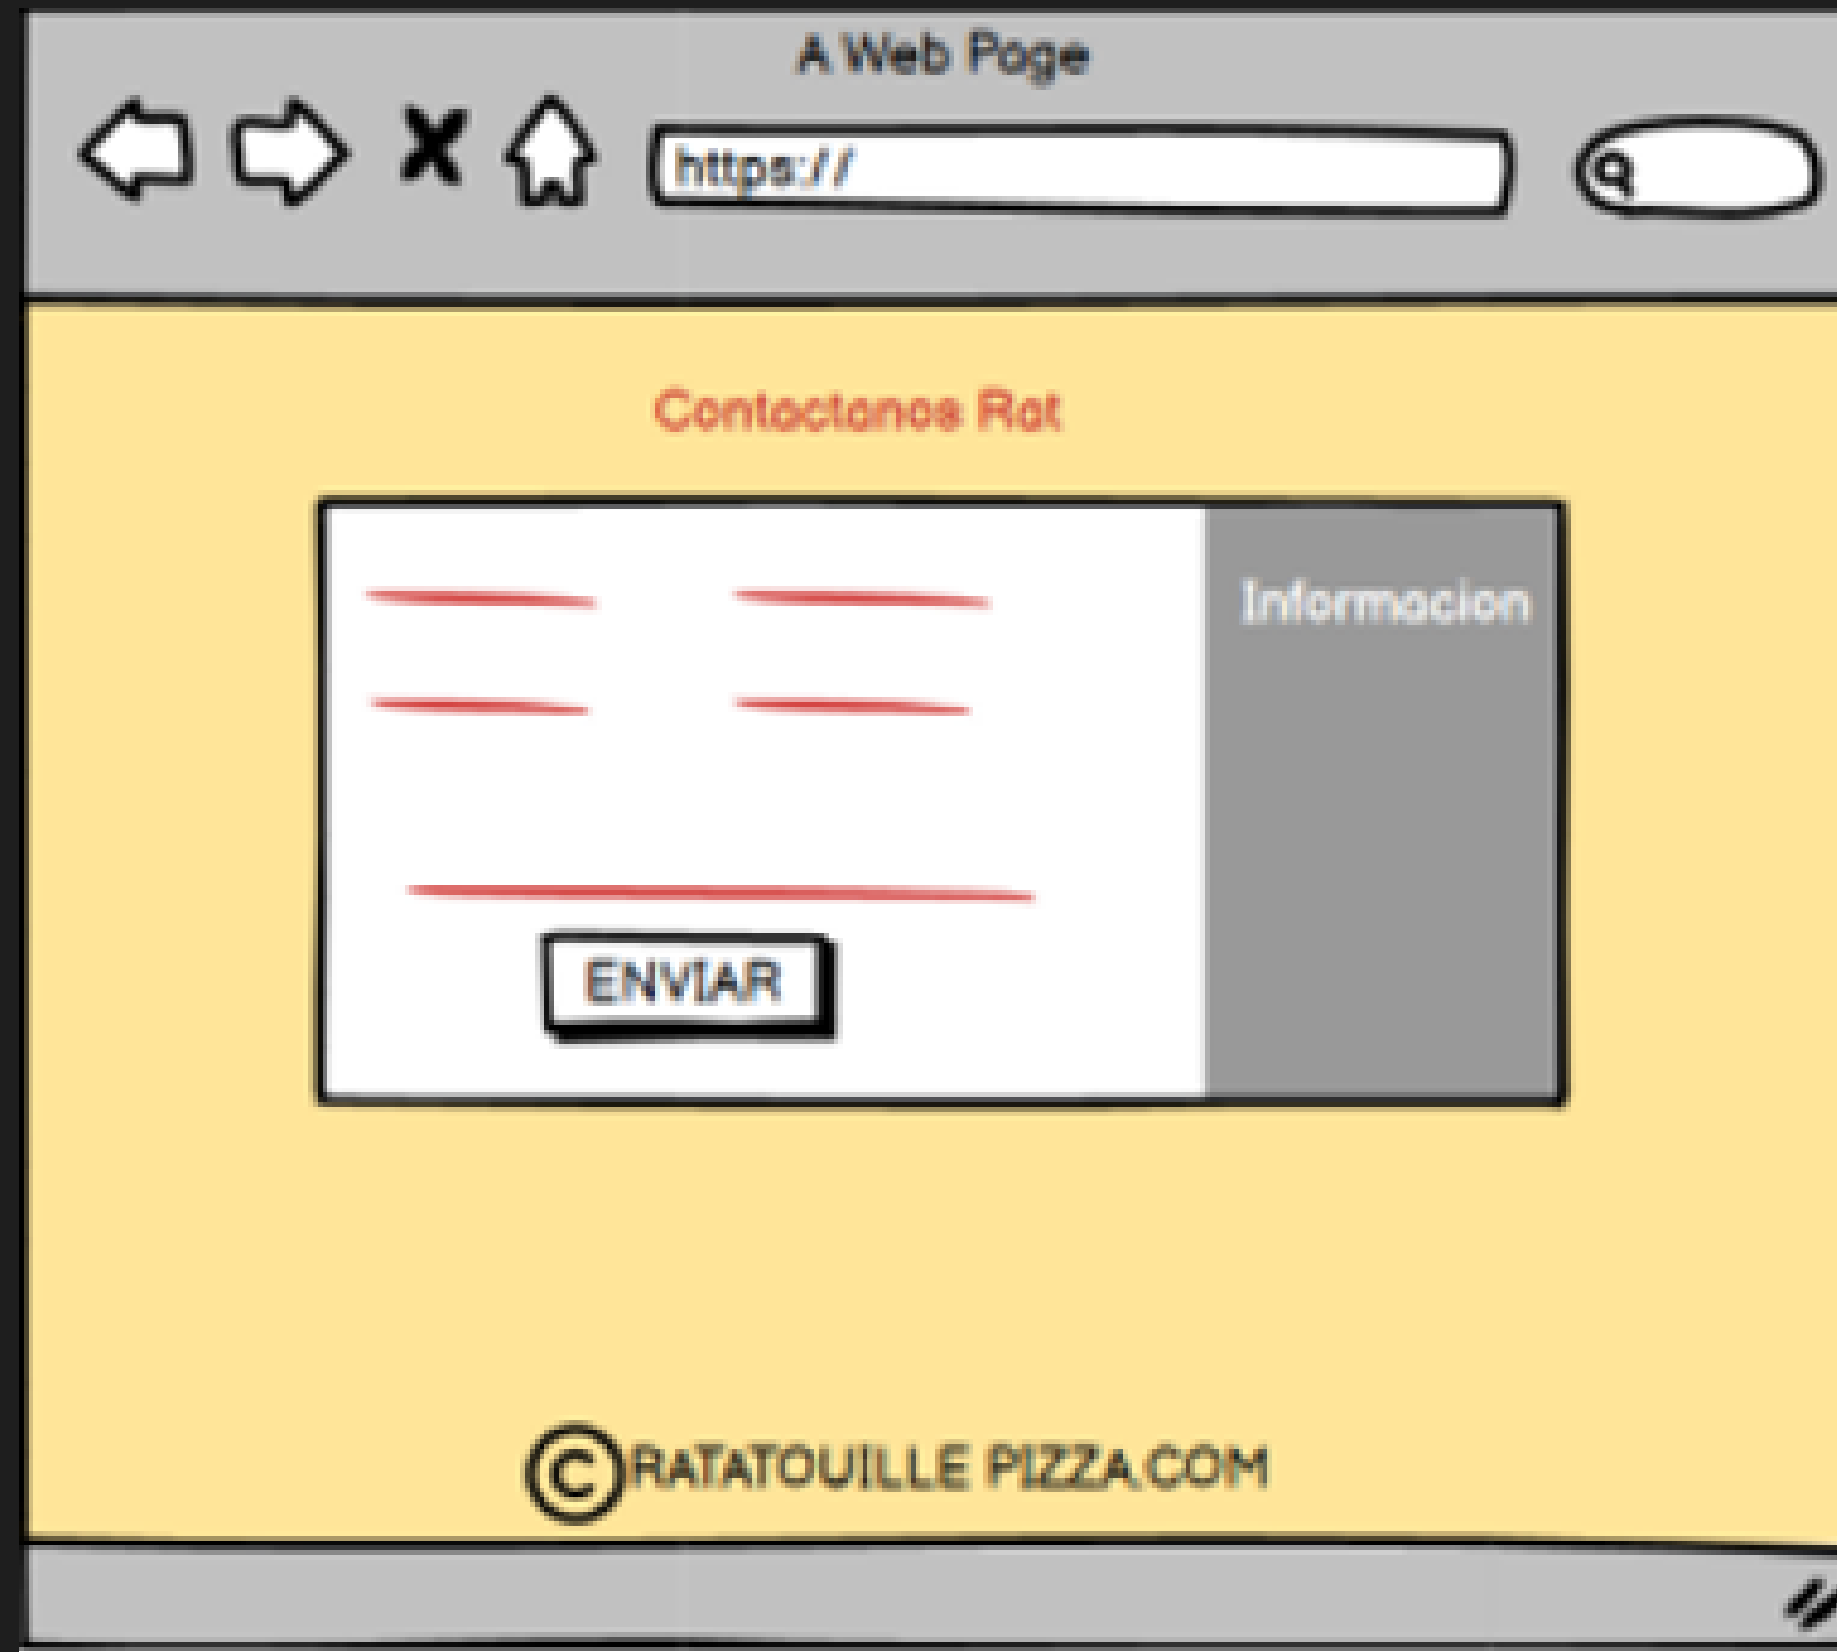 A Web Page
https://
Contactanos Rat
Informacion
ENVIAR
©RATATOUILLE PIZZA.COM